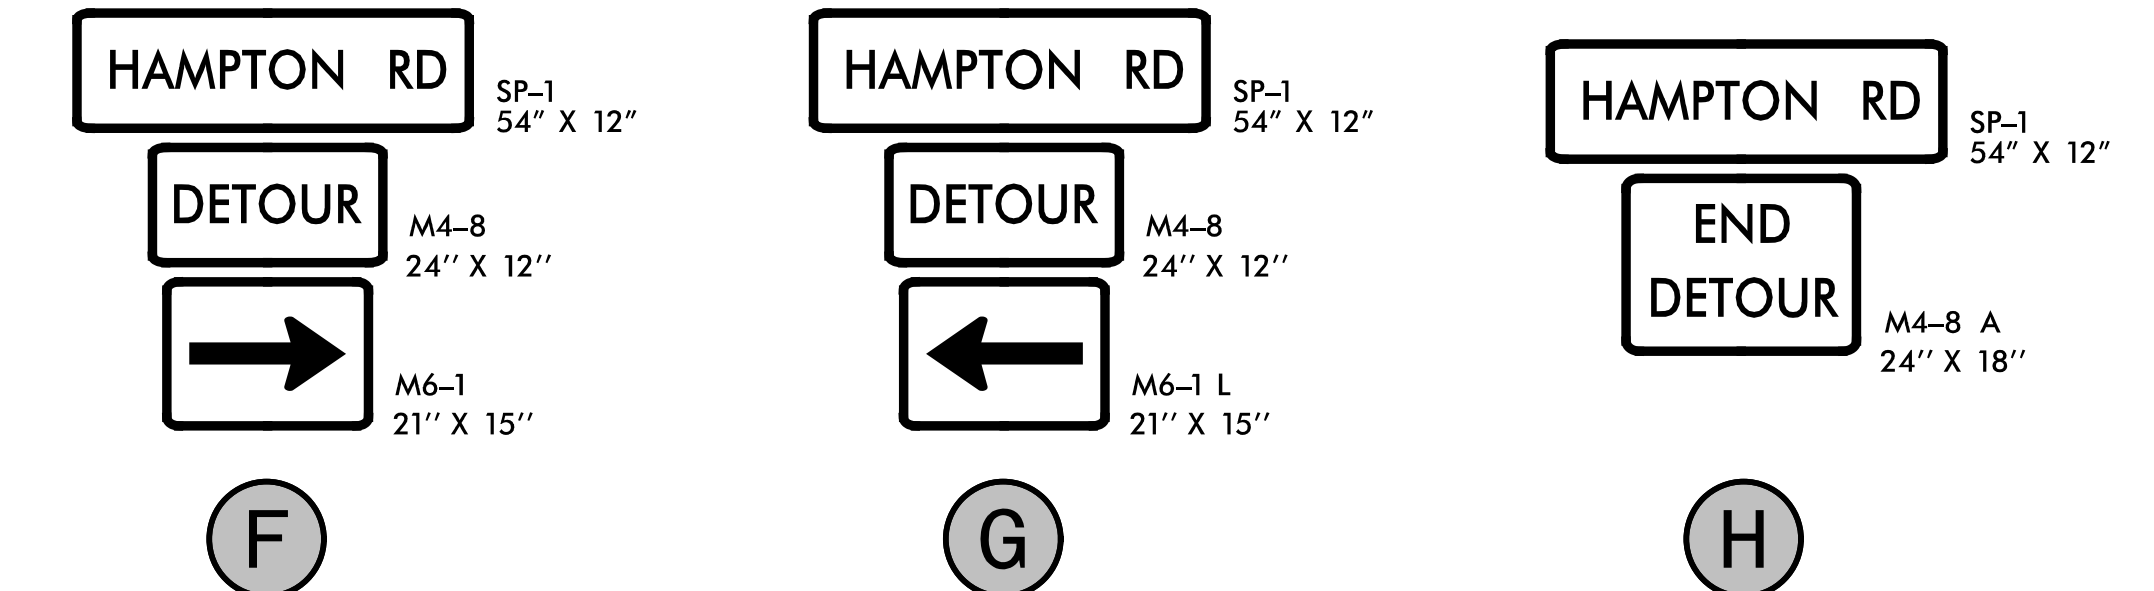 HAMPTON RD
SP–1
54” X 12”
DETOUR
M4–8
24’’ X 12’’
M6–1
21’’ X 15’’
F
HAMPTON RD
SP–1
54” X 12”
DETOUR
M4–8
24’’ X 12’’
M6–1 L
21’’ X 15’’
G
HAMPTON RD
SP–1
54” X 12”
END
DETOUR
M4–8 A
24’’ X 18’’
H